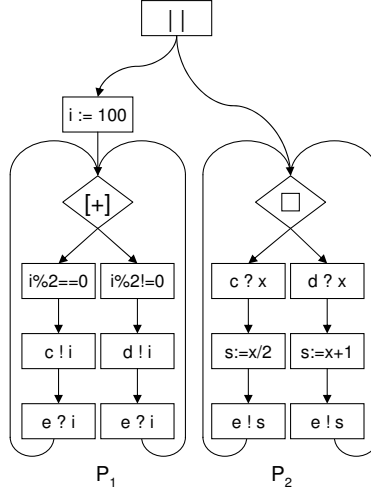 ||
i := 100
[+]
□
i%2==0 i%2!=0 c ? x d ? x
c ! i d ! i s:=x/2 s:=x+1
e ? i e ? i e ! s e ! s
P₁ P₂